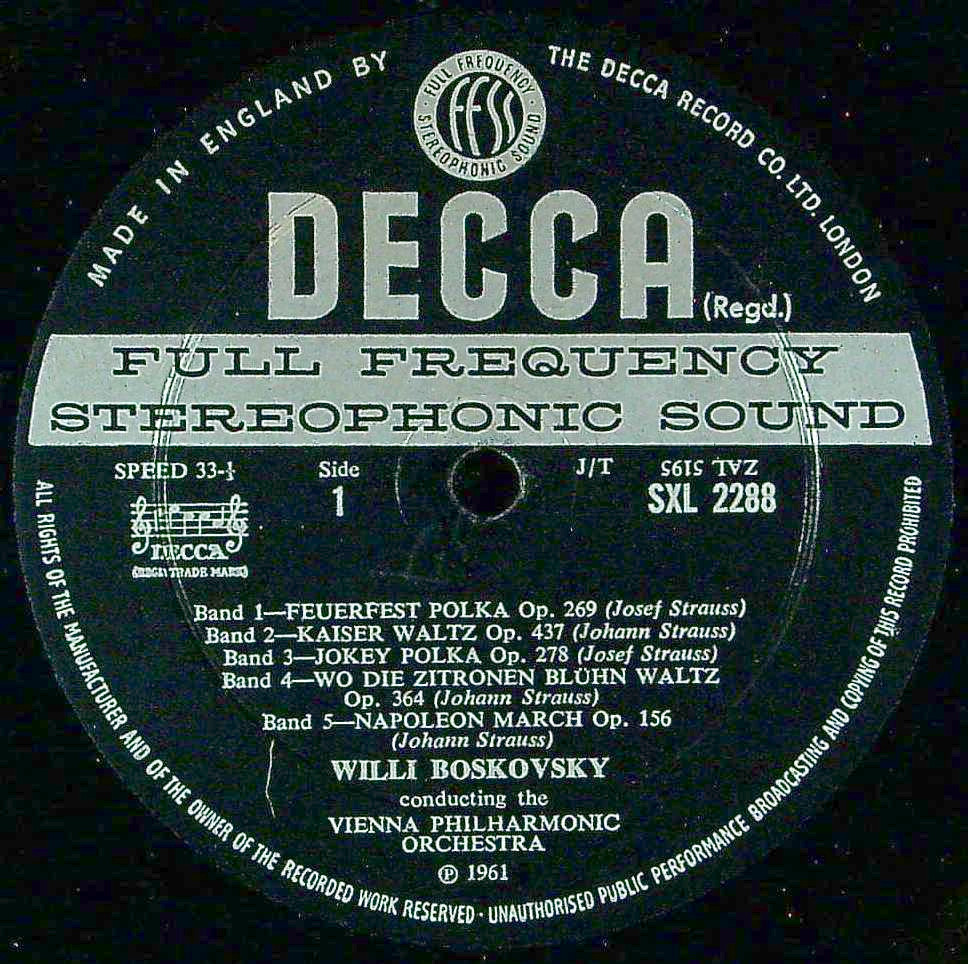 MADE IN ENGLAND BY
THE DECCA RECORD CO. LTD. LONDON
FULL FREQUENCY
STEREOPHONIC SOUND
FFSS
DECCA
(Regd.)
FULL FREQUENCY
STEREOPHONIC SOUND
SPEED 33-⅓
Side
1
J/T
ZAL 5195
SXL 2288
DECCA
(REGD. TRADE MARK)
Band 1—FEUERFEST POLKA Op. 269 (Josef Strauss)
Band 2—KAISER WALTZ Op. 437 (Johann Strauss)
Band 3—JOKEY POLKA Op. 278 (Josef Strauss)
Band 4—WO DIE ZITRONEN BLÜHN WALTZ
Op. 364 (Johann Strauss)
Band 5—NAPOLEON MARCH Op. 156
(Johann Strauss)
WILLI BOSKOVSKY
conducting the
VIENNA PHILHARMONIC
ORCHESTRA
℗ 1961
ALL RIGHTS OF THE MANUFACTURER AND OF THE OWNER OF THE RECORDED WORK RESERVED · UNAUTHORISED PUBLIC PERFORMANCE BROADCASTING AND COPYING OF THIS RECORD PROHIBITED